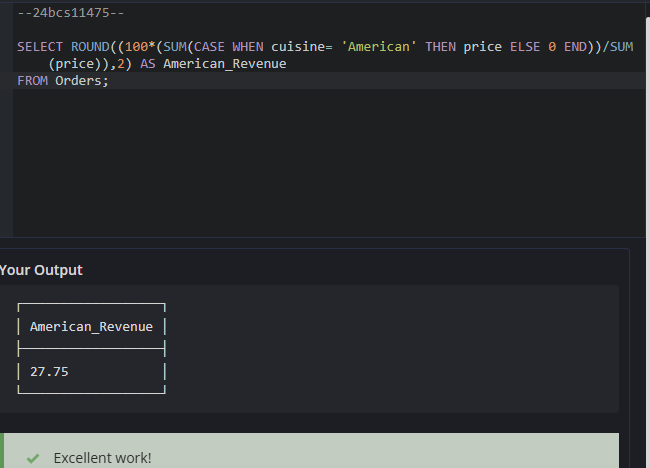 --24bcs11475--
SELECT ROUND((100*(SUM(CASE WHEN cuisine= 'American' THEN price ELSE 0 END))/SUM
(price)),2) AS American_Revenue
FROM Orders;
Your Output
American_Revenue
27.75
Excellent work!